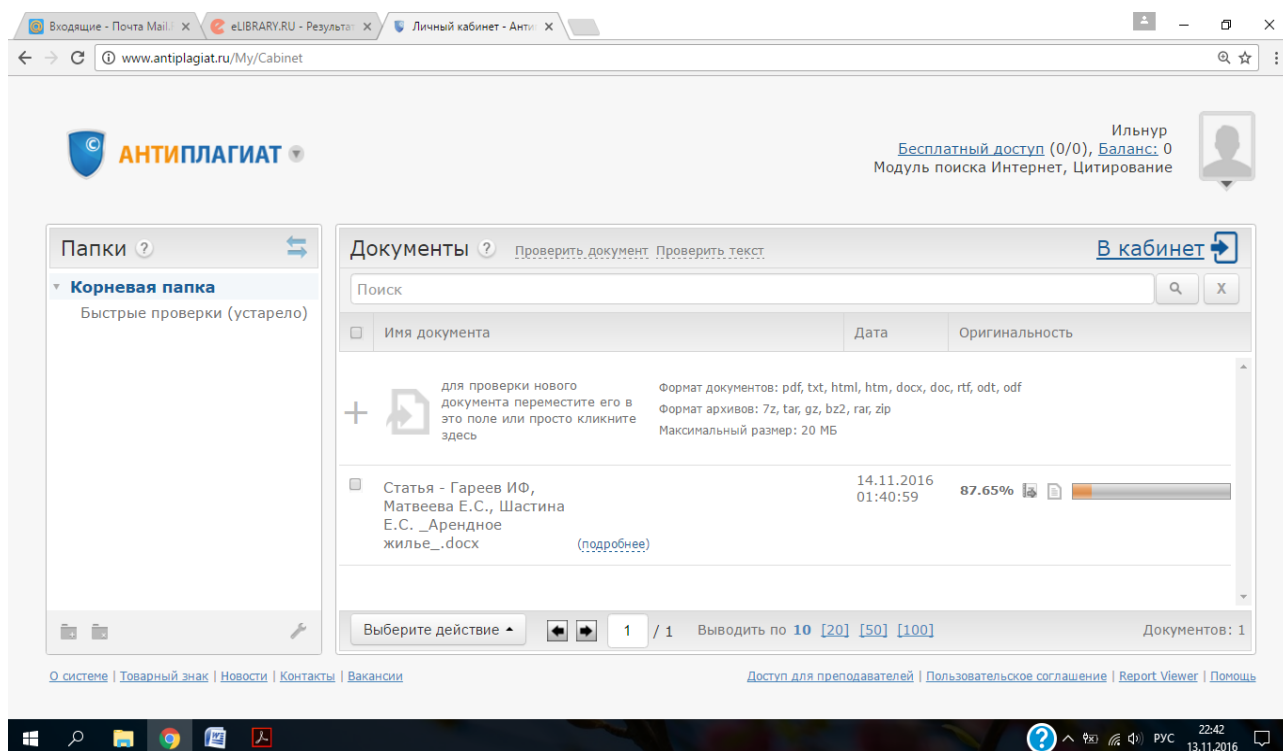 Входящие - Почта Mail.
eLIBRARY.RU - Результат
Личный кабинет - Анти
www.antiplagiat.ru/My/Cabinet
АНТИПЛАГИАТ
Ильнур
Бесплатный доступ (0/0), Баланс: 0
Модуль поиска Интернет, Цитирование
Папки ?
Корневая папка
Быстрые проверки (устарело)
Документы ? Проверить документ Проверить текст В кабинет
Поиск
X
Имя документа Дата Оригинальность
для проверки нового
документа переместите его в
это поле или просто кликните
здесь
Формат документов: pdf, txt, html, htm, docx, doc, rtf, odt, odf
Формат архивов: 7z, tar, gz, bz2, rar, zip
Максимальный размер: 20 МБ
Статья - Гареев ИФ,
Матвеева Е.С., Шастина
Е.С. _Арендное
жилье_.docx (подробнее)
14.11.2016
01:40:59
87.65%
Выберите действие 1 / 1 Выводить по 10 [20] [50] [100] Документов: 1
О системе | Товарный знак | Новости | Контакты | Вакансии
Доступ для преподавателей | Пользовательское соглашение | Report Viewer | Помощь
РУС
22:42
13.11.2016